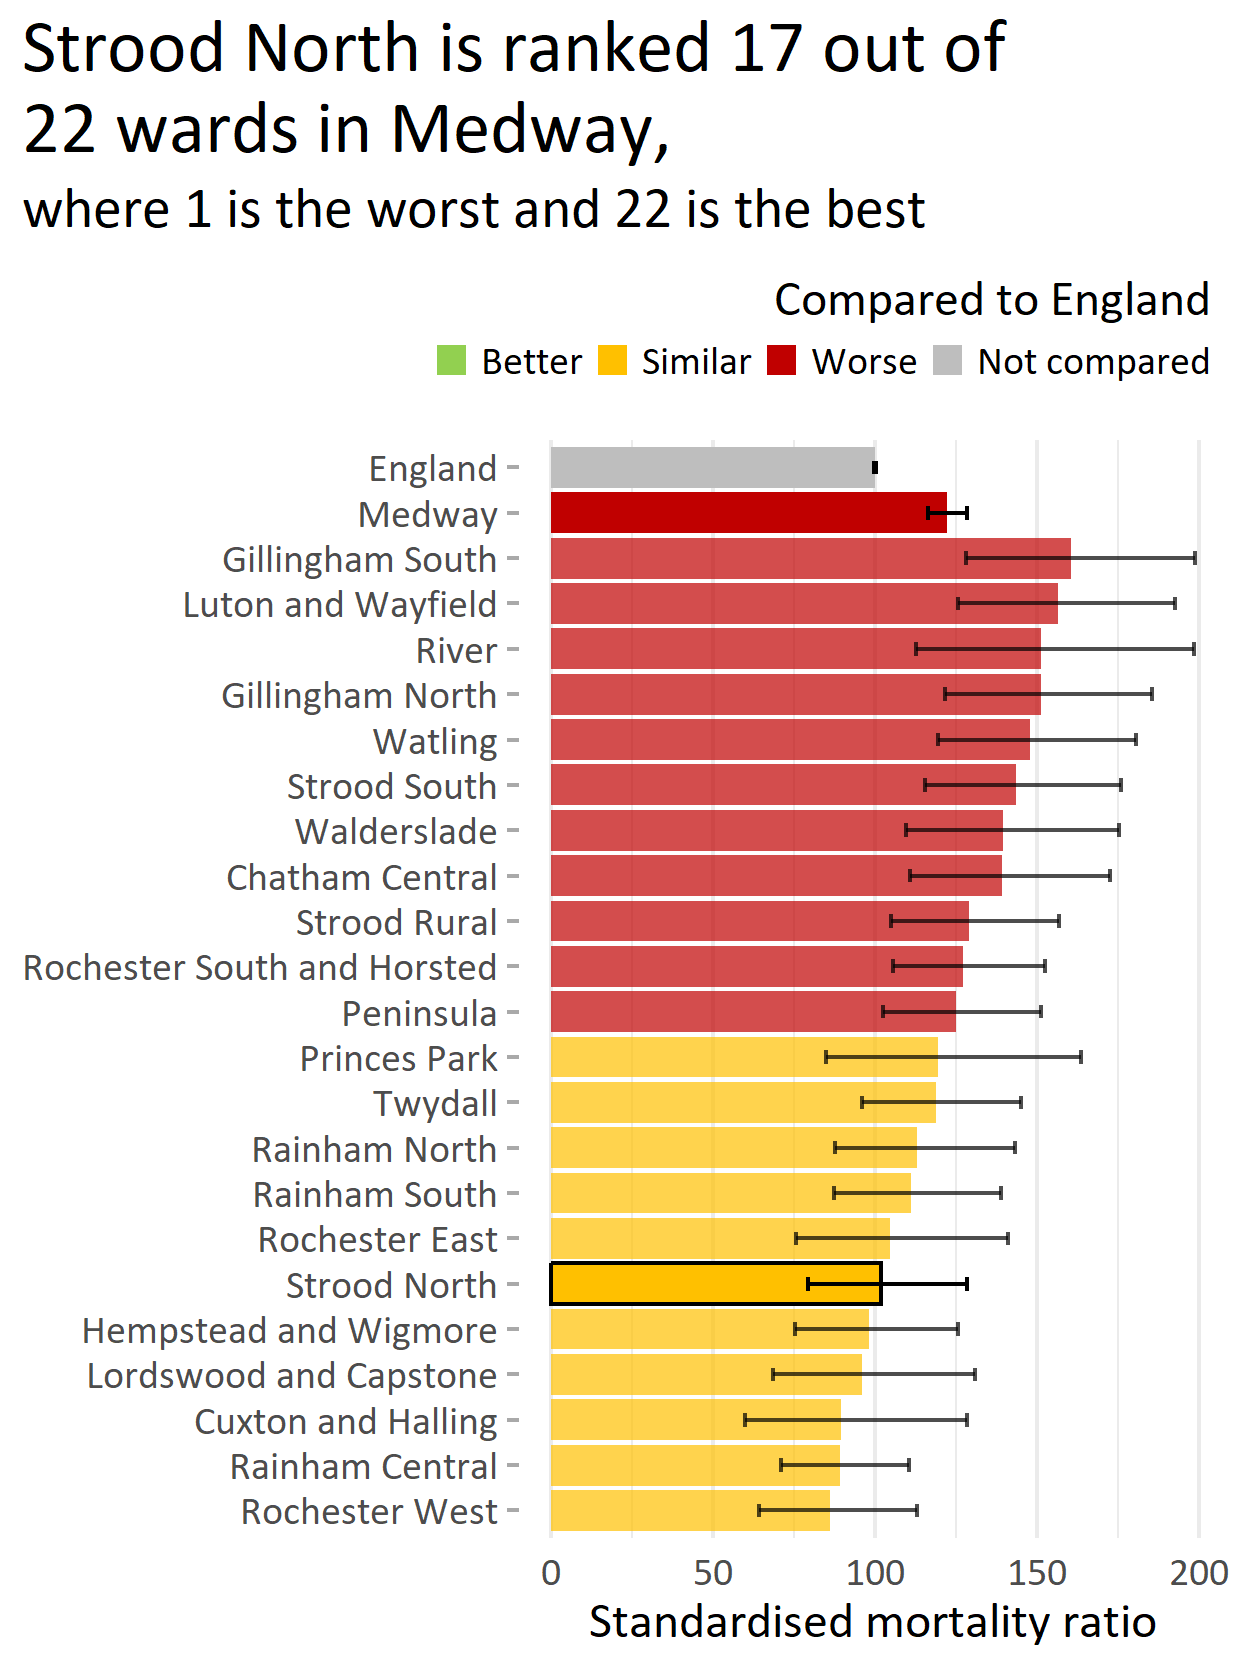 Strood North is ranked 17 out of
22 wards in Medway,
where 1 is the worst and 22 is the best
Compared to England
Better Similar Worse Not compared
England
Medway
Gillingham South
Luton and Wayfield
River
Gillingham North
Watling
Strood South
Walderslade
Chatham Central
Strood Rural
Rochester South and Horsted
Peninsula
Princes Park
Twydall
Rainham North
Rainham South
Rochester East
Strood North
Hempstead and Wigmore
Lordswood and Capstone
Cuxton and Halling
Rainham Central
Rochester West
0 50 100 150 200
Standardised mortality ratio